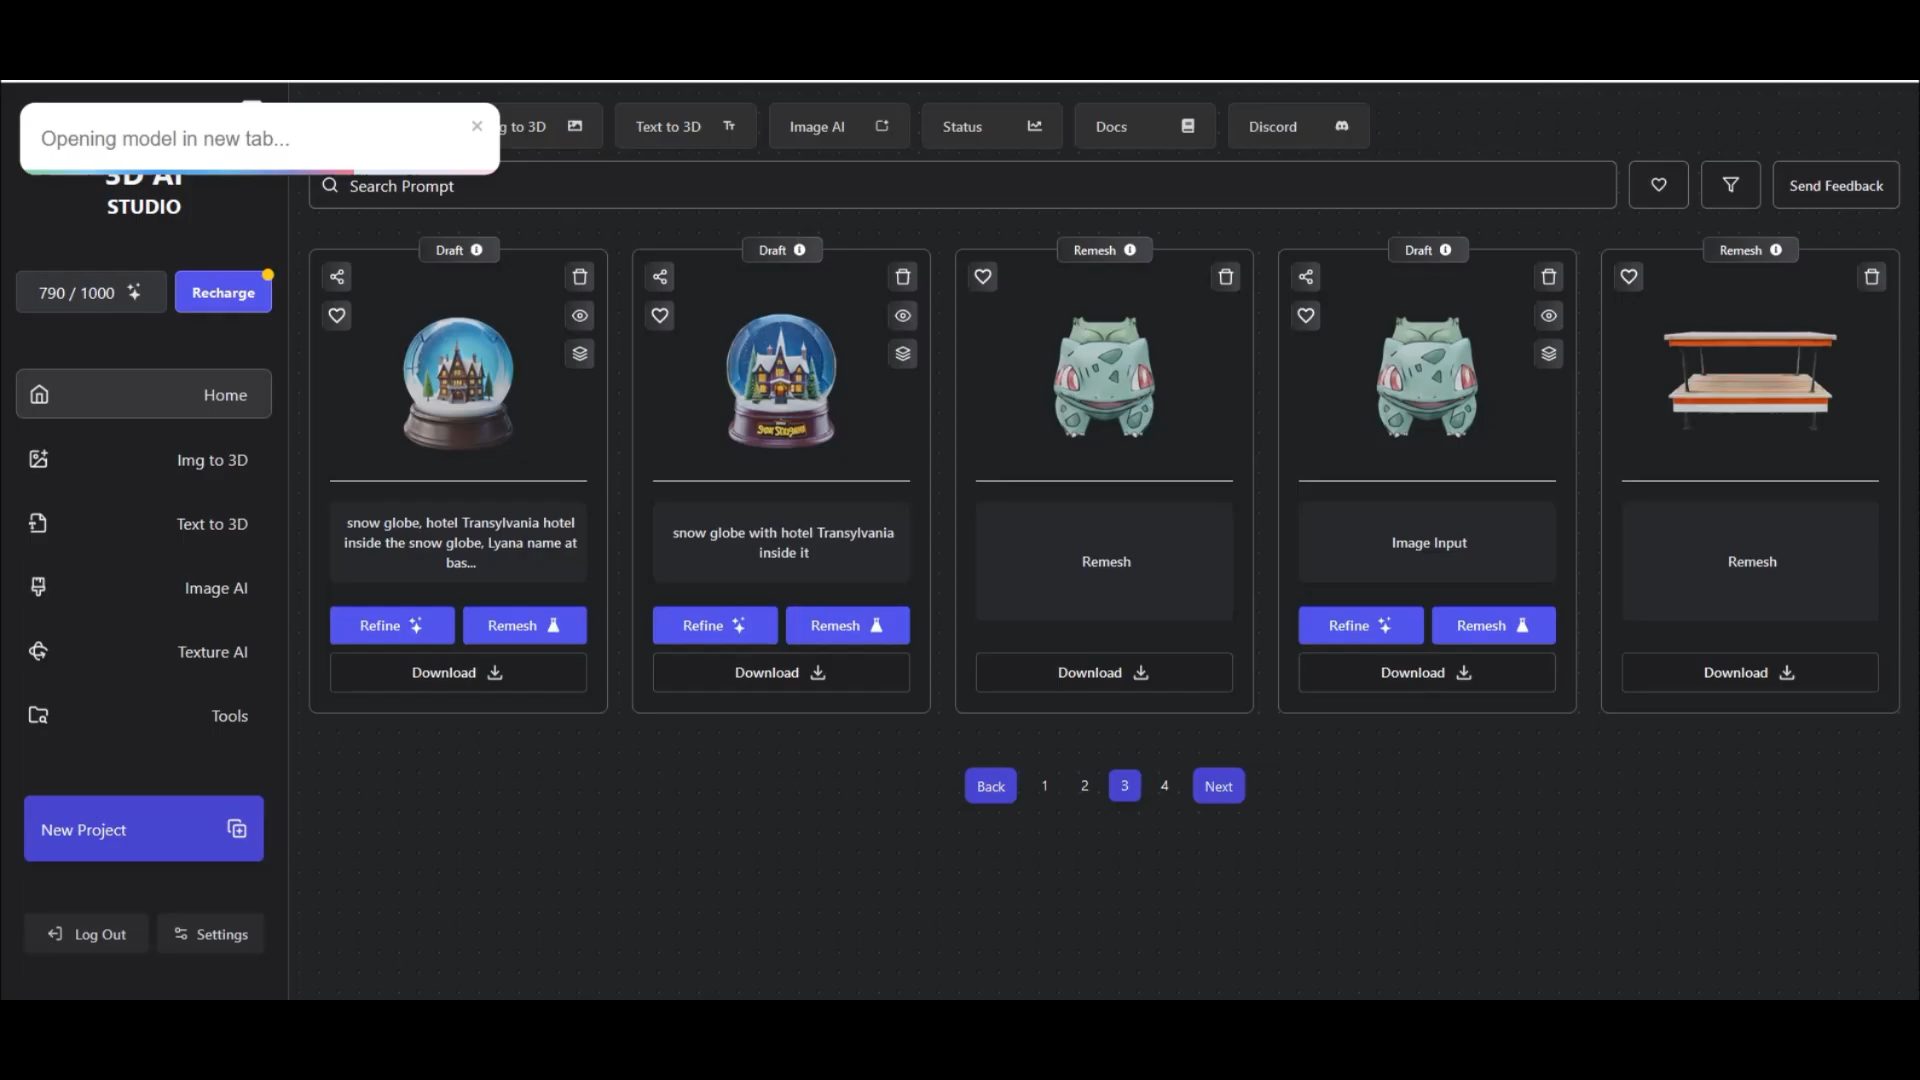 Opening model in new tab...
g to 3D
Text to 3D
Image AI
Status
Docs
Discord
3D AI
STUDIO
Search Prompt
Send Feedback
790 / 1000
Recharge
Home
Img to 3D
Text to 3D
Image AI
Texture AI
Tools
New Project
Log Out
Settings
Draft
snow globe, hotel Transylvania hotel
inside the snow globe, Lyana name at
bas...
Refine
Remesh
Download
Draft
snow globe with hotel Transylvania
inside it
Refine
Remesh
Download
Remesh
Remesh
Download
Draft
Image Input
Refine
Remesh
Download
Remesh
Remesh
Download
Back
1
2
3
4
Next